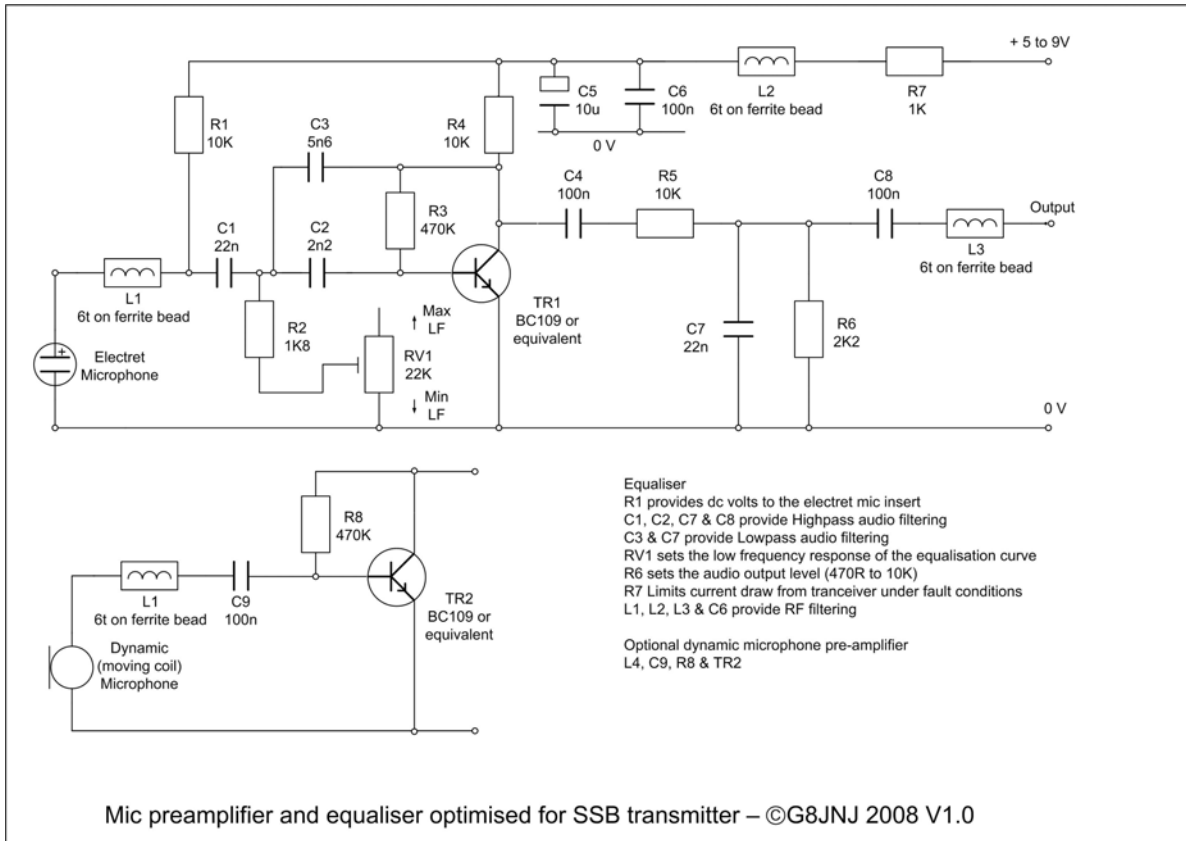 + 5 to 9V
L2
6t on ferrite bead
R7
1K
C5
10u
C6
100n
0 V
R1
10K
C3
5n6
R4
10K
C4
100n
R5
10K
C8
100n
Output
L3
6t on ferrite bead
R3
470K
C1
22n
C2
2n2
L1
6t on ferrite bead
TR1
BC109 or
equivalent
Max
LF
R2
1K8
RV1
22K
Min
LF
C7
22n
R6
2K2
+
Electret
Microphone
0 V
R8
470K
L1
6t on ferrite bead
C9
100n
TR2
BC109 or
equivalent
Dynamic
(moving coil)
Microphone
Equaliser
R1 provides dc volts to the electret mic insert
C1, C2, C7 & C8 provide Highpass audio filtering
C3 & C7 provide Lowpass audio filtering
RV1 sets the low frequency response of the equalisation curve
R6 sets the audio output level (470R to 10K)
R7 Limits current draw from tranceiver under fault conditions
L1, L2, L3 & C6 provide RF filtering
Optional dynamic microphone pre-amplifier
L4, C9, R8 & TR2
Mic preamplifier and equaliser optimised for SSB transmitter – ©G8JNJ 2008 V1.0